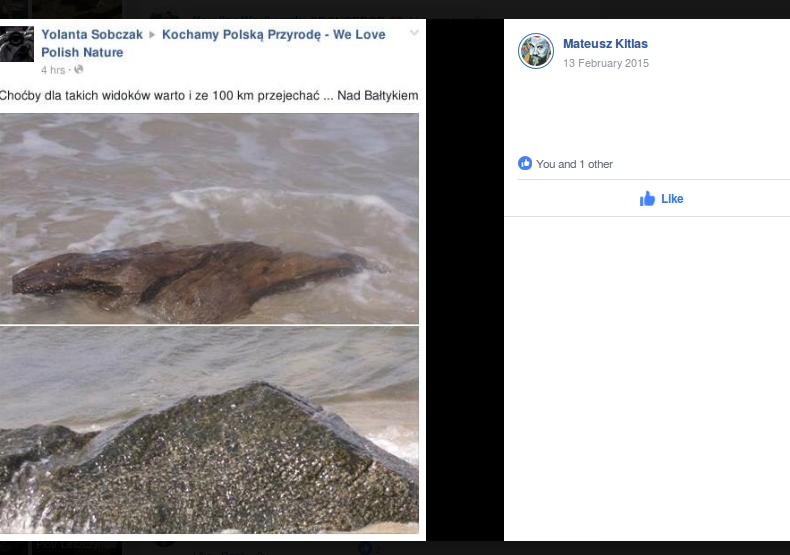 Yolanta Sobczak ▸ Kochamy Polską Przyrodę - We Love
Polish Nature
4 hrs ·
Choćby dla takich widoków warto i ze 100 km przejechać ... Nad Bałtykiem
Mateusz Kitlas
13 February 2015
You and 1 other
Like